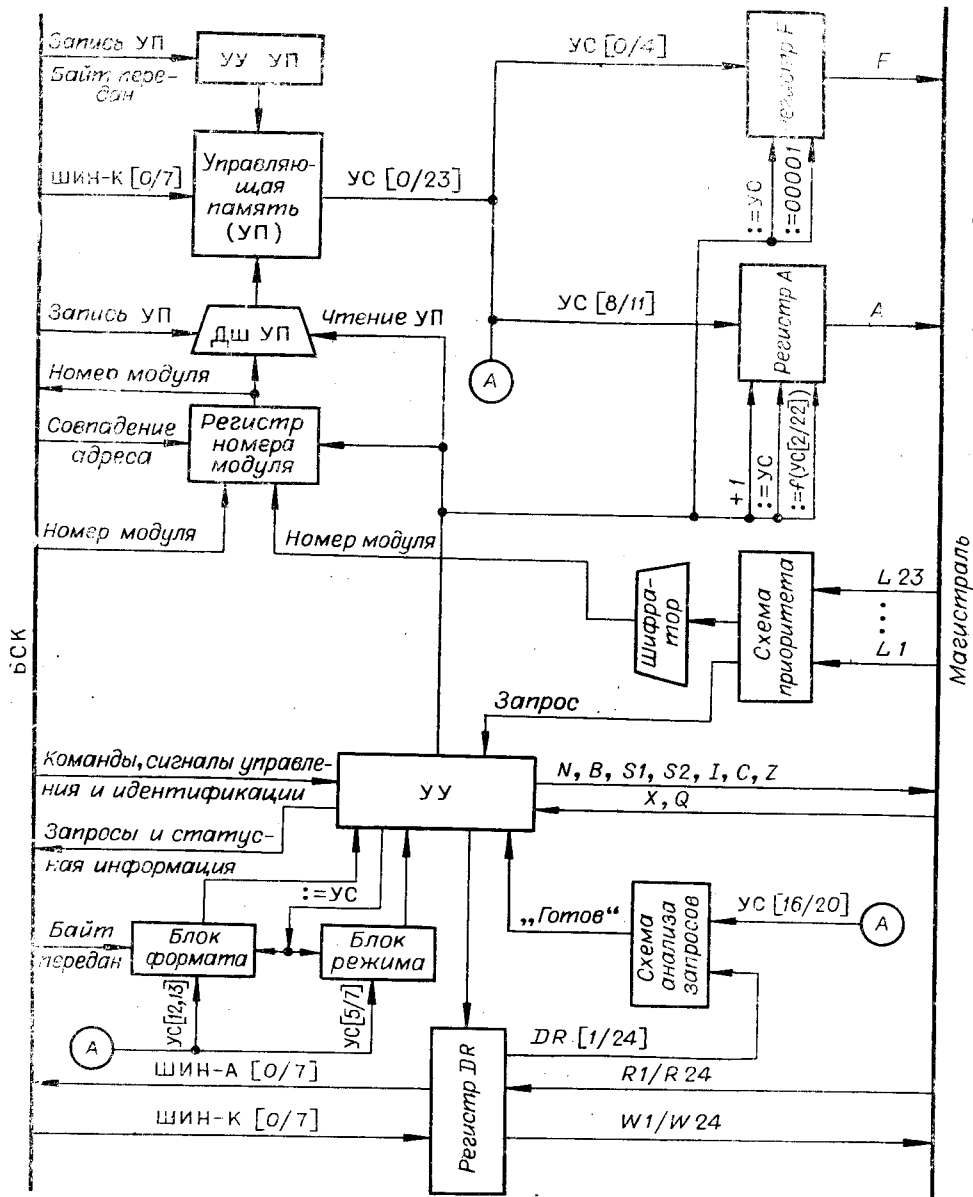 Запись УП
Байт пере-
дан
УУ УП
УС [0/4]
Регистр F
F
ШИН-К [0/7]
Управляю-
щая
память
(УП)
УС [0/23]
:=УС
:=00001
Запись УП
Дш УП
Чтение УП
УС [8/11]
Регистр А
А
А
Номер модуля
Совпадение
адреса
Регистр
номера
модуля
+1
:=УС
:=f(УС[2/22])
Номер модуля
Номер модуля
Шифра-
тор
Схема
приоритета
L 23
L 1
БСК
Магистраль
Запрос
Команды, сигналы управле-
ния и идентификации
УУ
N, B, S1, S2, I, C, Z
X, Q
Запросы и статус-
ная информация
:=УС
„Готов“
Схема
анализа
запросов
УС [16/20]
А
Байт
передан
Блок
формата
Блок
режима
УС[12,13]
УС[5/7]
А
Регистр DR
DR [1/24]
ШИН-А [0/7]
R1/R24
ШИН-К [0/7]
W1/W24